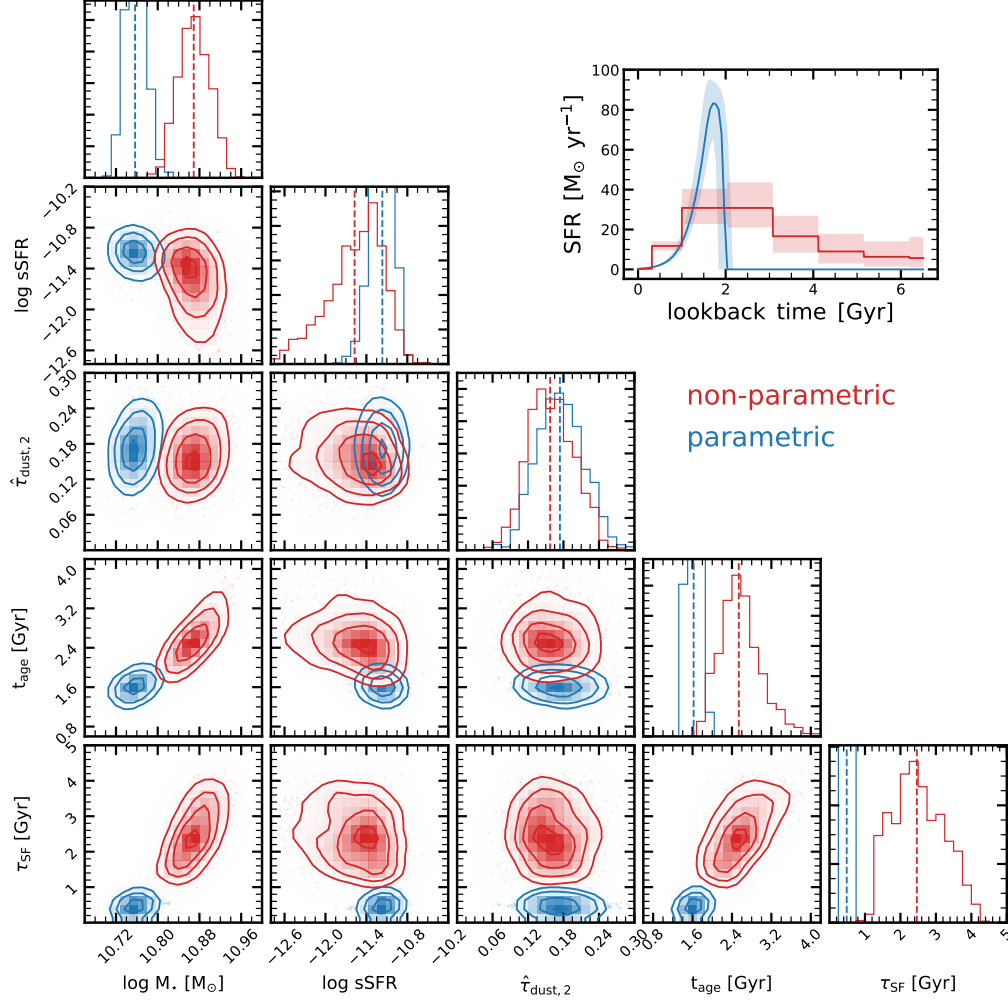 100
80
60
40
20
0
SFR [M⊙ yr⁻¹]
0 2 4 6
lookback time [Gyr]
non-parametric
parametric
−10.2
−10.8
−11.4
−12.0
−12.6
log sSFR
0.30
0.24
0.18
0.12
0.06
τ̂dust, 2
4.0
3.2
2.4
1.6
0.8
tage [Gyr]
5
4
3
2
1
τSF [Gyr]
10.72 10.80 10.88 10.96
log M⋆ [M⊙]
−12.6 −12.0 −11.4 −10.8 −10.2
log sSFR
0.06 0.12 0.18 0.24 0.30
τ̂dust, 2
0.8 1.6 2.4 3.2 4.0
tage [Gyr]
1 2 3 4 5
τSF [Gyr]